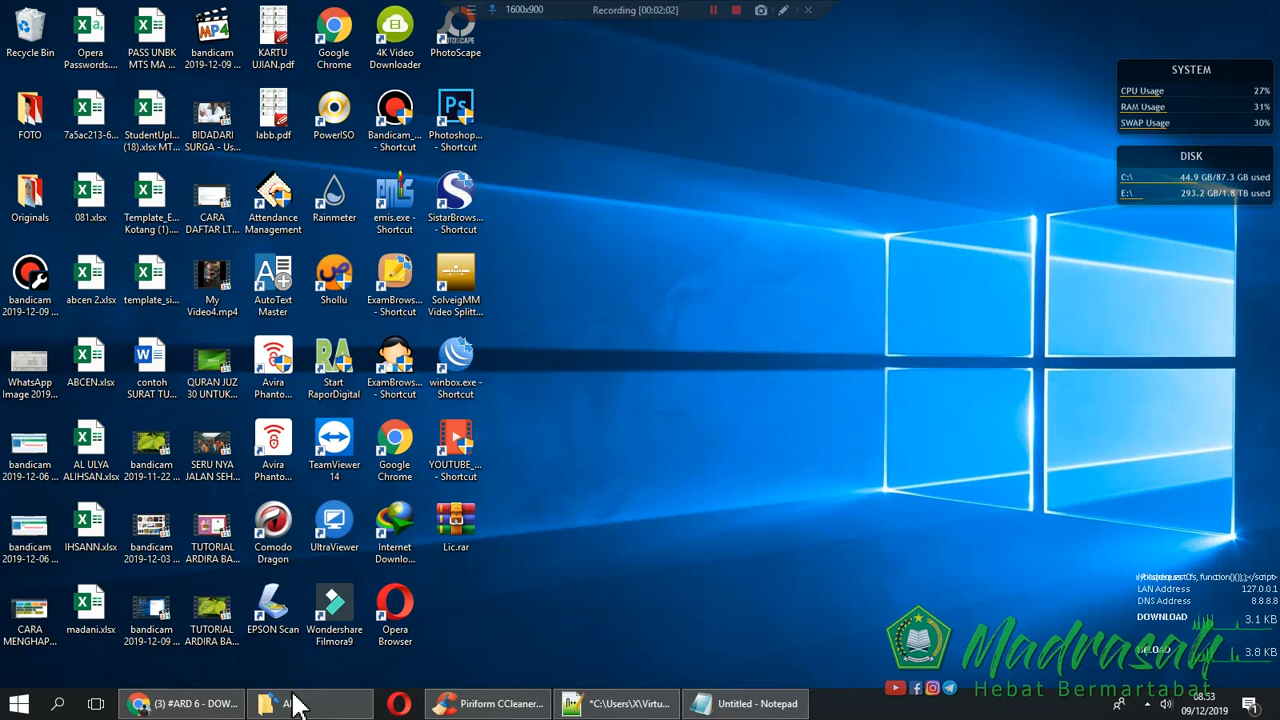 1600x900
Recording [00:02:02]
Recycle Bin
Opera Passwords....
PASS UNBK MTS MA ...
bandicam 2019-12-09 ...
KARTU UJIAN.pdf
Google Chrome
4K Video Downloader
PhotoScape
FOTO
7a5ac213-6...
StudentUpl... (18).xlsx MT...
BIDADARI SURGA - Us...
labb.pdf
PowerISO
Bandicam_... - Shortcut
Photoshop... - Shortcut
Originals
081.xlsx
Template_E... Kotang (1)....
CARA DAFTAR LT...
Attendance Management
Rainmeter
emis.exe - Shortcut
SistarBrows... - Shortcut
bandicam 2019-12-09 ...
abcen 2.xlsx
template_si...
My Video4.mp4
AutoText Master
Shollu
ExamBrows... - Shortcut
SolveigMM Video Splitt...
WhatsApp Image 2019...
ABCEN.xlsx
contoh SURAT TU...
QURAN JUZ 30 UNTUK...
Avira Phanto...
Start RaporDigital
ExamBrows... - Shortcut
winbox.exe - Shortcut
bandicam 2019-12-06 ...
AL ULYA ALIHSAN.xlsx
bandicam 2019-11-22 ...
SERU NYA JALAN SEH...
Avira Phanto...
TeamViewer 14
Google Chrome
YOUTUBE_... - Shortcut
bandicam 2019-12-06 ...
IHSANN.xlsx
bandicam 2019-12-03 ...
TUTORIAL ARDIRA BA...
Comodo Dragon
UltraViewer
Internet Downlo...
Lic.rar
CARA MENGHAP...
madani.xlsx
bandicam 2019-12-09 ...
TUTORIAL ARDIRA BA...
EPSON Scan
Wondershare Filmora9
Opera Browser
SYSTEM
CPU Usage 27%
RAM Usage 31%
SWAP Usage 30%
DISK
C:\ 44.9 GB/87.3 GB used
E:\ 293.2 GB/1.8 TB used
LAN Address 127.0.0.1
DNS Address 8.8.8.8
DOWNLOAD 3.1 KB
3.8 KB
Madrasah
Hebat Bermartabat
(3) #ARD 6 - DOW...
Piriform CCleaner...
*C:\Users\X\Virtu...
Untitled - Notepad
08.53
09/12/2019